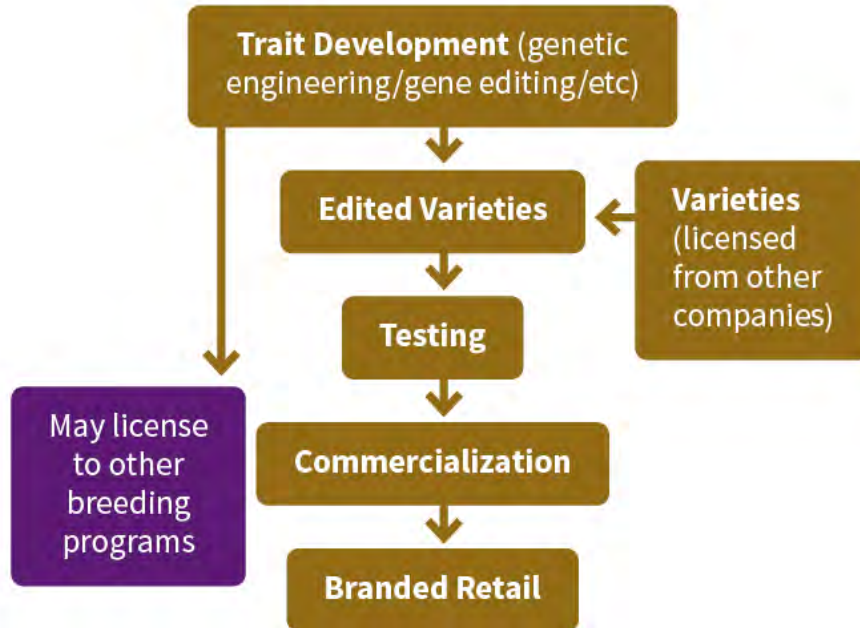 Trait Development (genetic
engineering/gene editing/etc)
Edited Varieties
Varieties
(licensed
from other
companies)
Testing
May license
to other
breeding
programs
Commercialization
Branded Retail